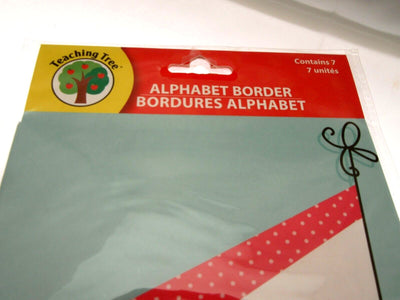 Teaching Tree
ALPHABET BORDER
BORDURES ALPHABET
Contains 7
7 unités